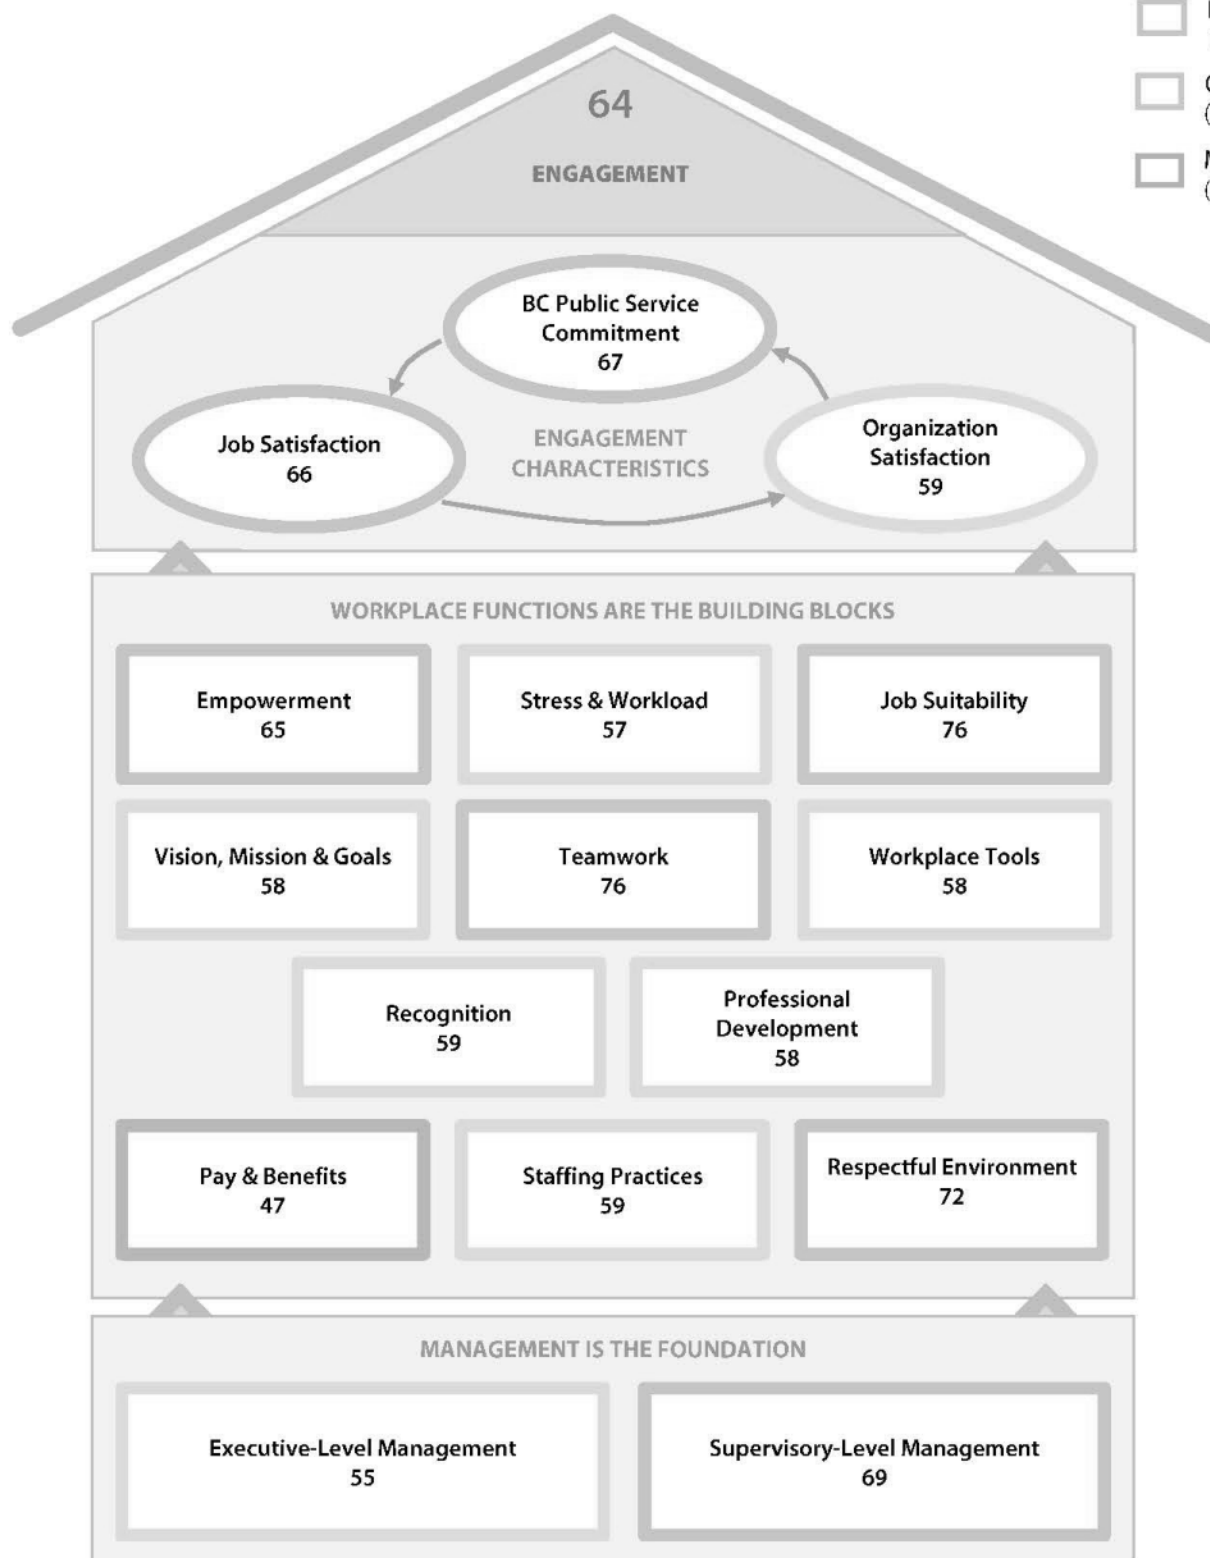 64
ENGAGEMENT
BC Public Service
Commitment
67
Job Satisfaction
66
ENGAGEMENT
CHARACTERISTICS
Organization
Satisfaction
59
WORKPLACE FUNCTIONS ARE THE BUILDING BLOCKS
Empowerment
65
Stress & Workload
57
Job Suitability
76
Vision, Mission & Goals
58
Teamwork
76
Workplace Tools
58
Recognition
59
Professional
Development
58
Pay & Benefits
47
Staffing Practices
59
Respectful Environment
72
MANAGEMENT IS THE FOUNDATION
Executive-Level Management
55
Supervisory-Level Management
69